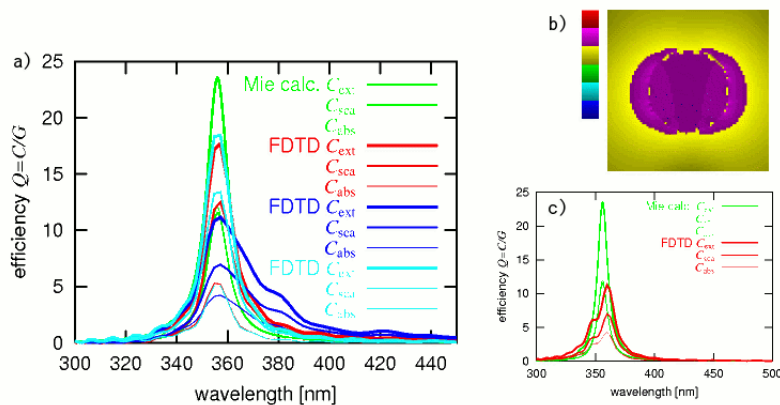 a)
efficiency Q=C/G
25
20
15
10
5
0
300 320 340 360 380 400 420 440
wavelength [nm]
Mie calc. Cext
Csca
Cabs
FDTD Cext
Csca
Cabs
FDTD Cext
Csca
Cabs
FDTD Cext
Csca
Cabs
b)
c)
efficiency Q=C/G
25
20
15
10
5
0
300 350 400 450 500
wavelength [nm]
Mie calc. Cext
FDTD Cext
Csca
Cabs